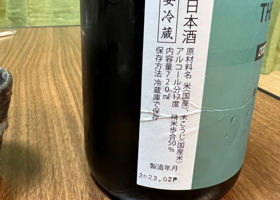 要冷蔵
日本酒
原材料名 米国産、米こうじ国産米
アルコール分17度 精米歩合50%
内容量720ml
保存方法冷蔵庫で保存
製造年月
2023.02
TH